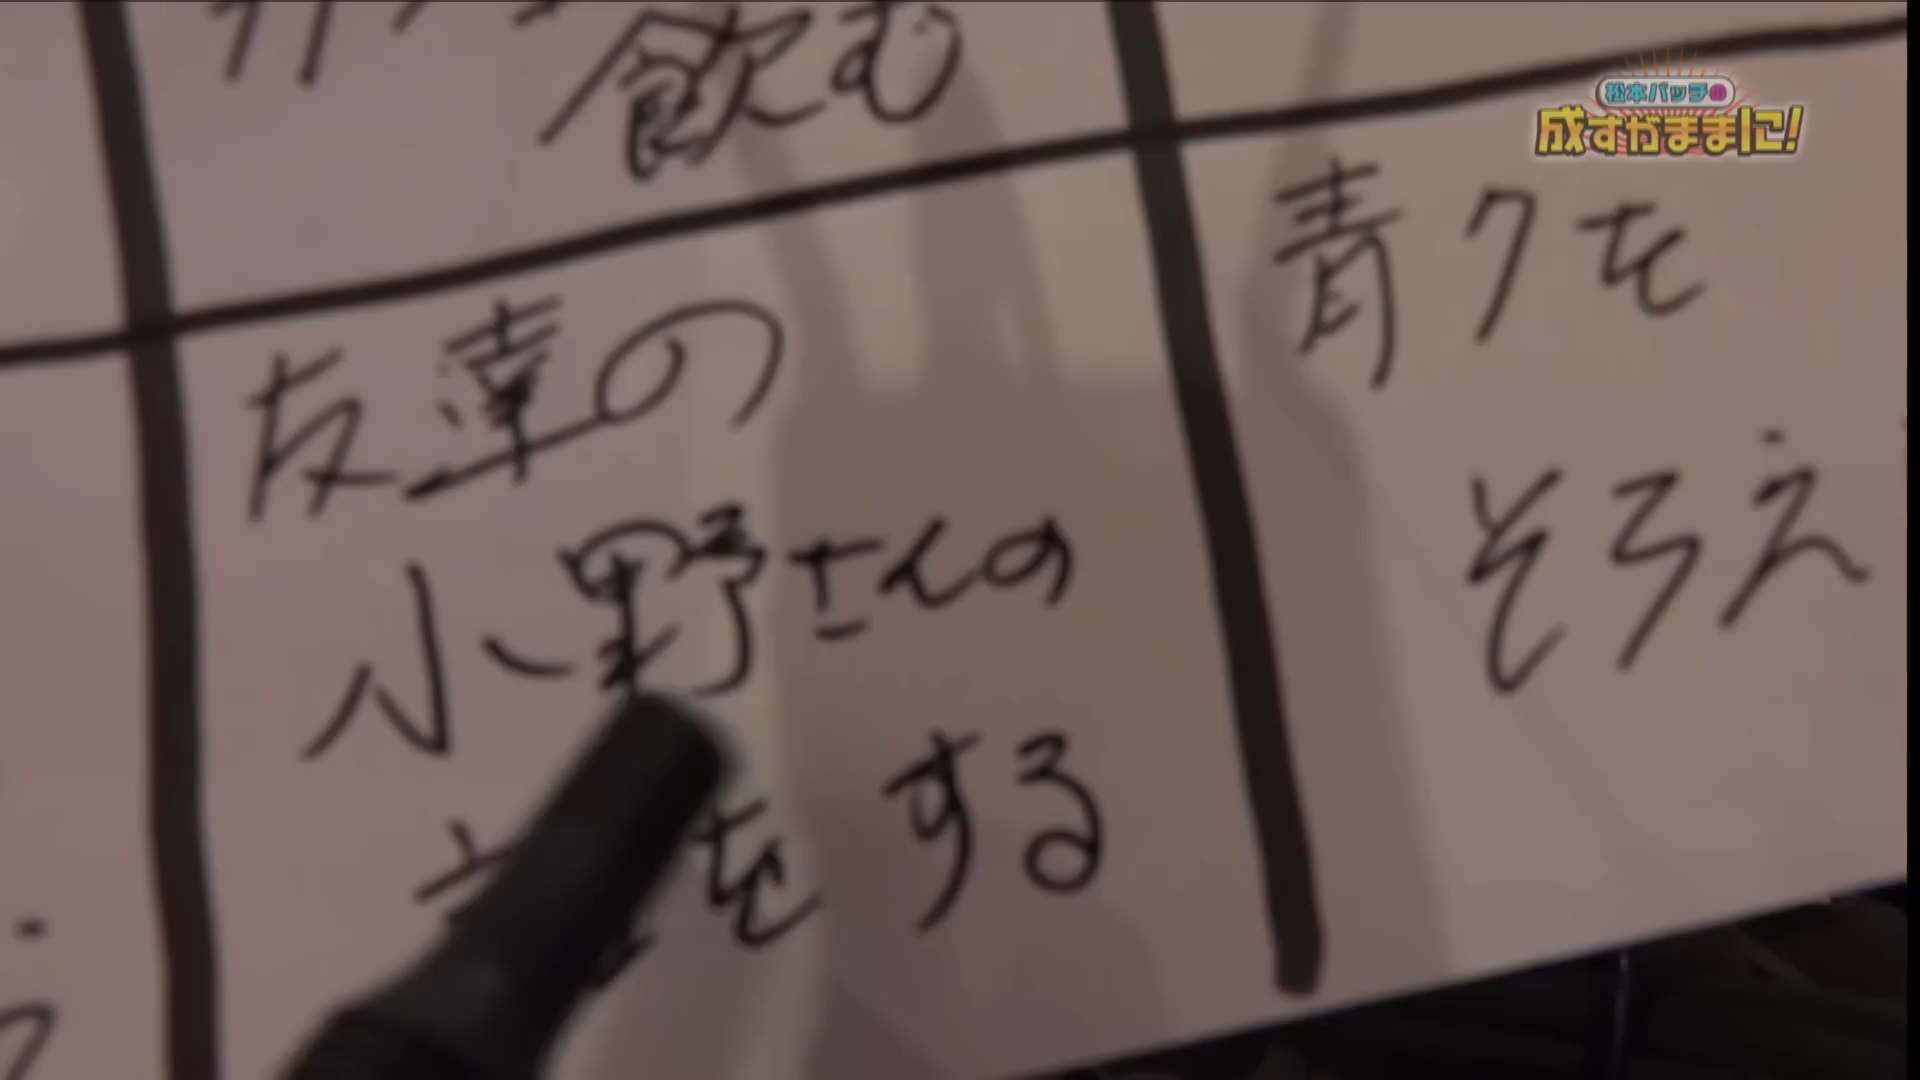 松本バッチの
成すがままに!
飲む
友達の
小野さんの
をする
青7を
そろえ